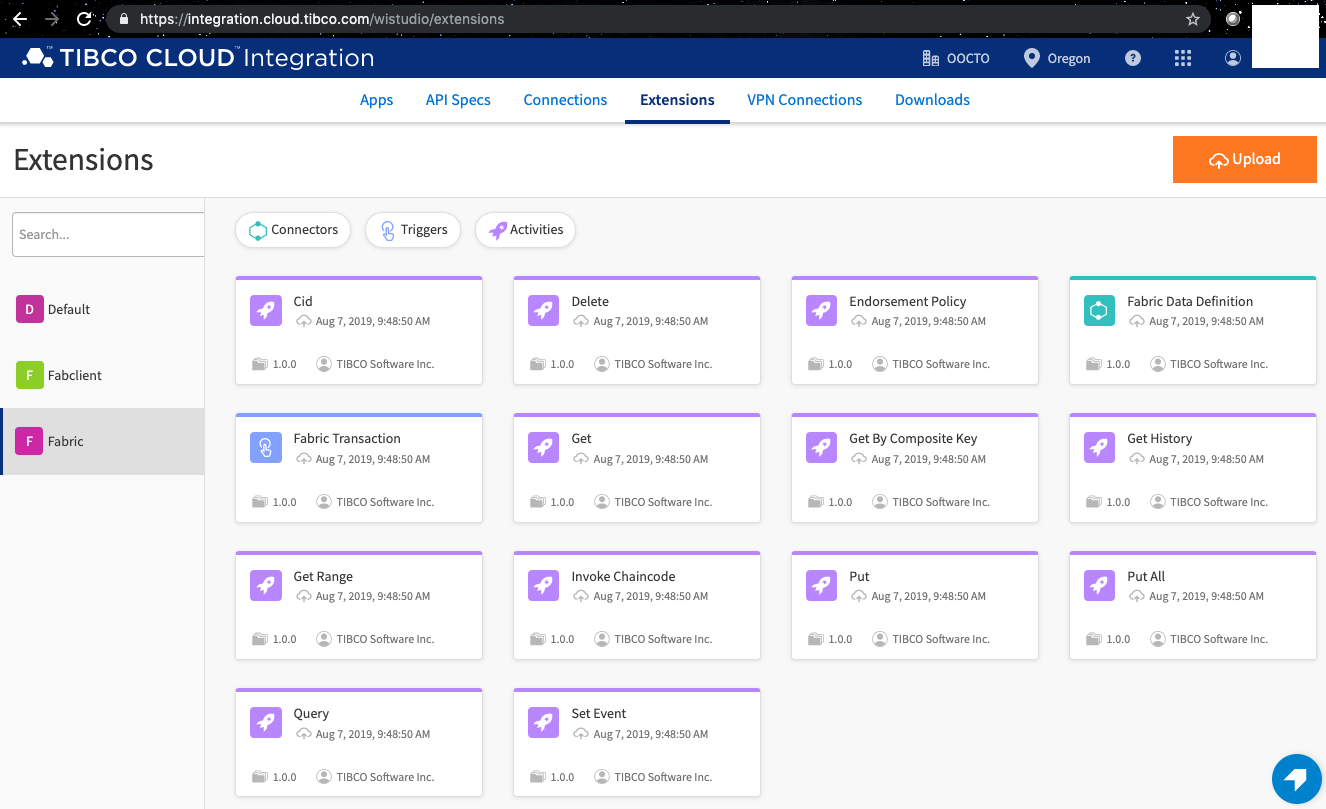 https://integration.cloud.tibco.com/wistudio/extensions
TIBCO CLOUD™ Integration
OOCTO
Oregon
?
Apps
API Specs
Connections
Extensions
VPN Connections
Downloads
Extensions
Upload
Search...
D Default
F Fabclient
F Fabric
Connectors
Triggers
Activities
Cid
Aug 7, 2019, 9:48:50 AM
1.0.0 TIBCO Software Inc.
Delete
Aug 7, 2019, 9:48:50 AM
1.0.0 TIBCO Software Inc.
Endorsement Policy
Aug 7, 2019, 9:48:50 AM
1.0.0 TIBCO Software Inc.
Fabric Data Definition
Aug 7, 2019, 9:48:50 AM
1.0.0 TIBCO Software Inc.
Fabric Transaction
Aug 7, 2019, 9:48:50 AM
1.0.0 TIBCO Software Inc.
Get
Aug 7, 2019, 9:48:50 AM
1.0.0 TIBCO Software Inc.
Get By Composite Key
Aug 7, 2019, 9:48:50 AM
1.0.0 TIBCO Software Inc.
Get History
Aug 7, 2019, 9:48:50 AM
1.0.0 TIBCO Software Inc.
Get Range
Aug 7, 2019, 9:48:50 AM
1.0.0 TIBCO Software Inc.
Invoke Chaincode
Aug 7, 2019, 9:48:50 AM
1.0.0 TIBCO Software Inc.
Put
Aug 7, 2019, 9:48:50 AM
1.0.0 TIBCO Software Inc.
Put All
Aug 7, 2019, 9:48:50 AM
1.0.0 TIBCO Software Inc.
Query
Aug 7, 2019, 9:48:50 AM
1.0.0 TIBCO Software Inc.
Set Event
Aug 7, 2019, 9:48:50 AM
1.0.0 TIBCO Software Inc.